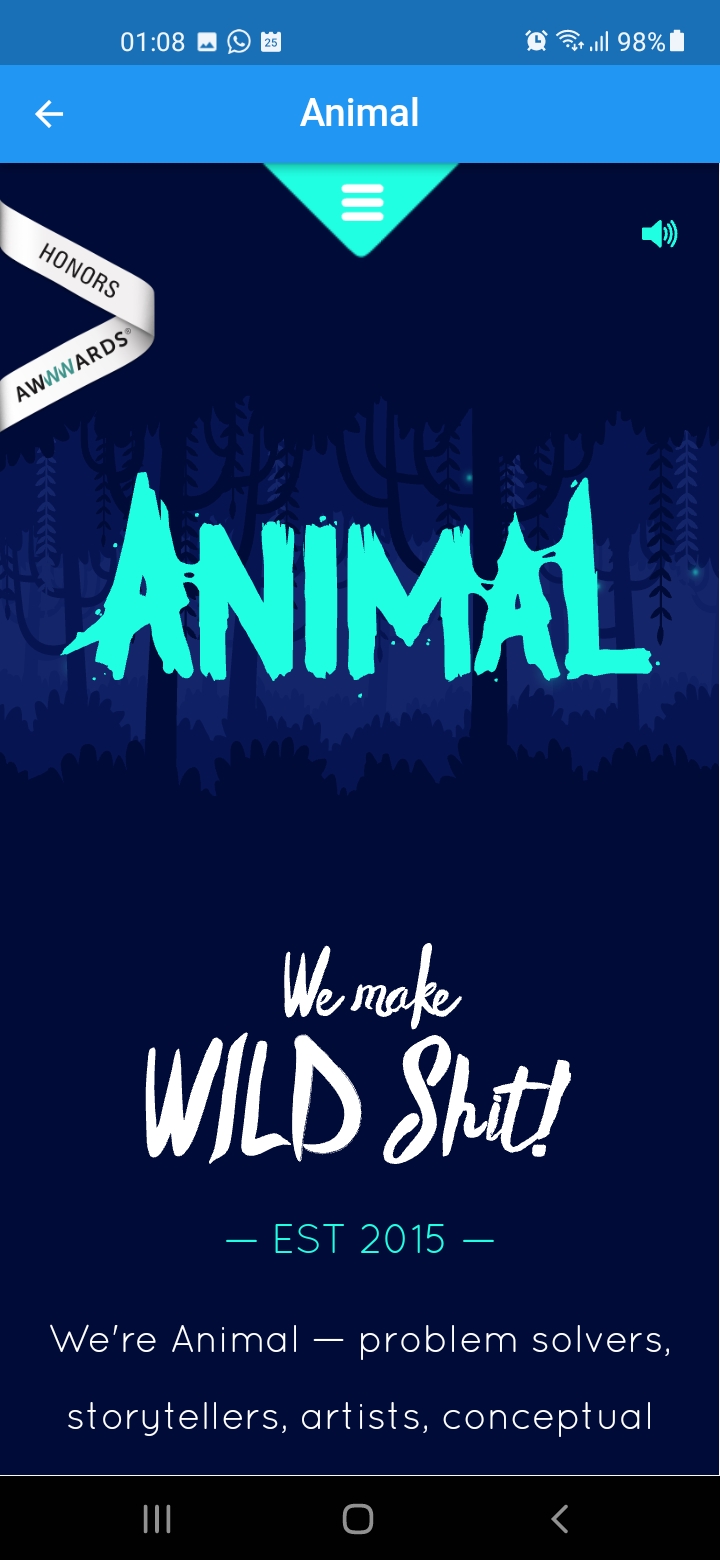 01:08 25 98%
Animal
HONORS
AWWWARDS®
ANIMAL
We make
WILD Shit!
— EST 2015 —
We're Animal — problem solvers,
storytellers, artists, conceptual